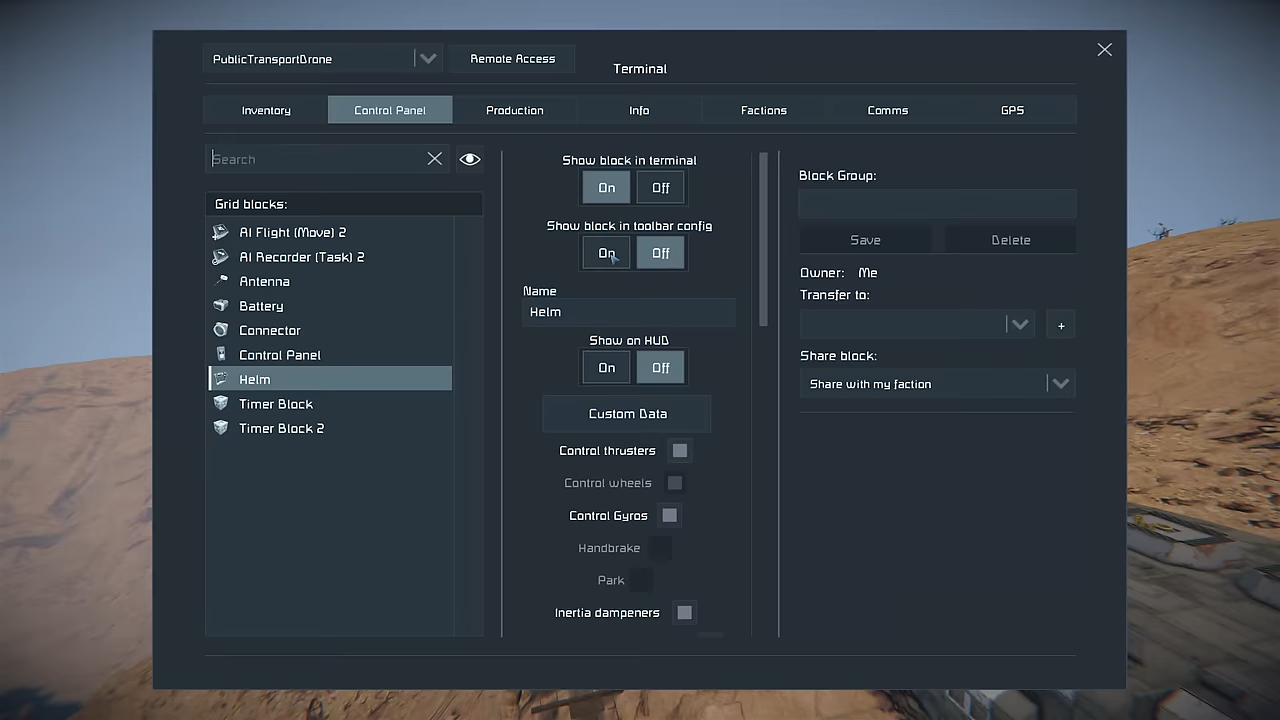 PublicTransportDrone
Remote Access
Terminal
Inventory
Control Panel
Production
Info
Factions
Comms
GPS
Search
Grid blocks:
AI Flight (Move) 2
AI Recorder (Task) 2
Antenna
Battery
Connector
Control Panel
Helm
Timer Block
Timer Block 2
Show block in terminal
On Off
Show block in toolbar config
On Off
Name
Helm
Show on HUD
On Off
Custom Data
Control thrusters
Control wheels
Control Gyros
Handbrake
Park
Inertia dampeners
Block Group:
Save Delete
Owner: Me
Transfer to:
+
Share block:
Share with my faction